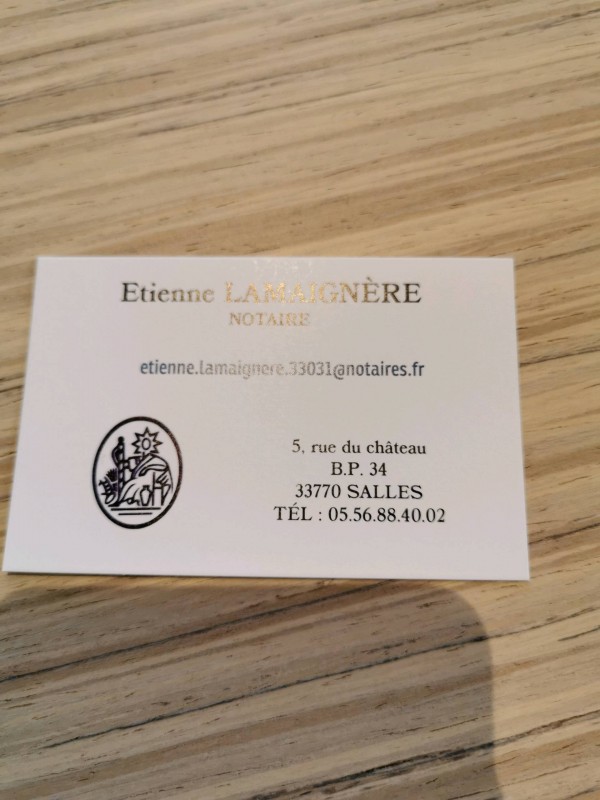 Etienne LAMAIGNÈRE
NOTAIRE
etienne.lamaignere.33031@notaires.fr
5, rue du château
B.P. 34
33770 SALLES
TÉL : 05.56.88.40.02